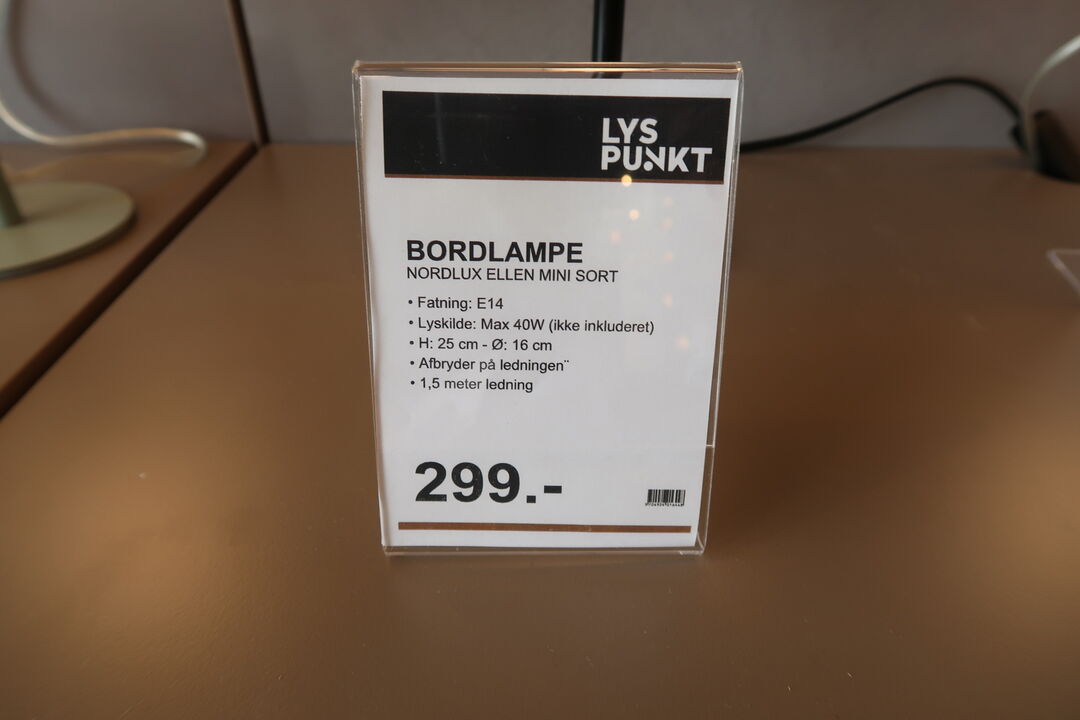 LYS
PUNKT
BORDLAMPE
NORDLUX ELLEN MINI SORT
• Fatning: E14
• Lyskilde: Max 40W (ikke inkluderet)
• H: 25 cm - Ø: 16 cm
• Afbryder på ledningen¨
• 1,5 meter ledning
299.-